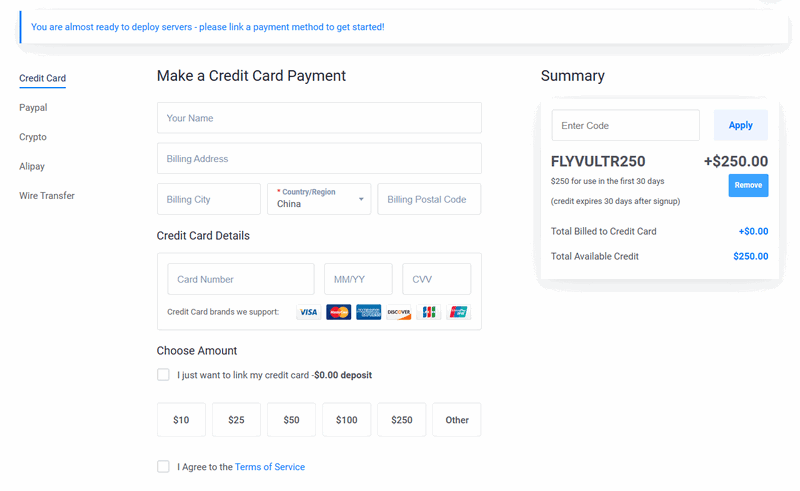 You are almost ready to deploy servers - please link a payment method to get started!
Credit Card
Paypal
Crypto
Alipay
Wire Transfer
Make a Credit Card Payment
Your Name
Billing Address
Billing City
* Country/Region
China
Billing Postal Code
Credit Card Details
Card Number
MM/YY
CVV
Credit Card brands we support:
VISA
MasterCard
DISCOVER
JCB
Choose Amount
I just want to link my credit card -$0.00 deposit
$10
$25
$50
$100
$250
Other
I Agree to the Terms of Service
Summary
Enter Code
Apply
FLYVULTR250
+$250.00
$250 for use in the first 30 days
(credit expires 30 days after signup)
Remove
Total Billed to Credit Card
+$0.00
Total Available Credit
$250.00